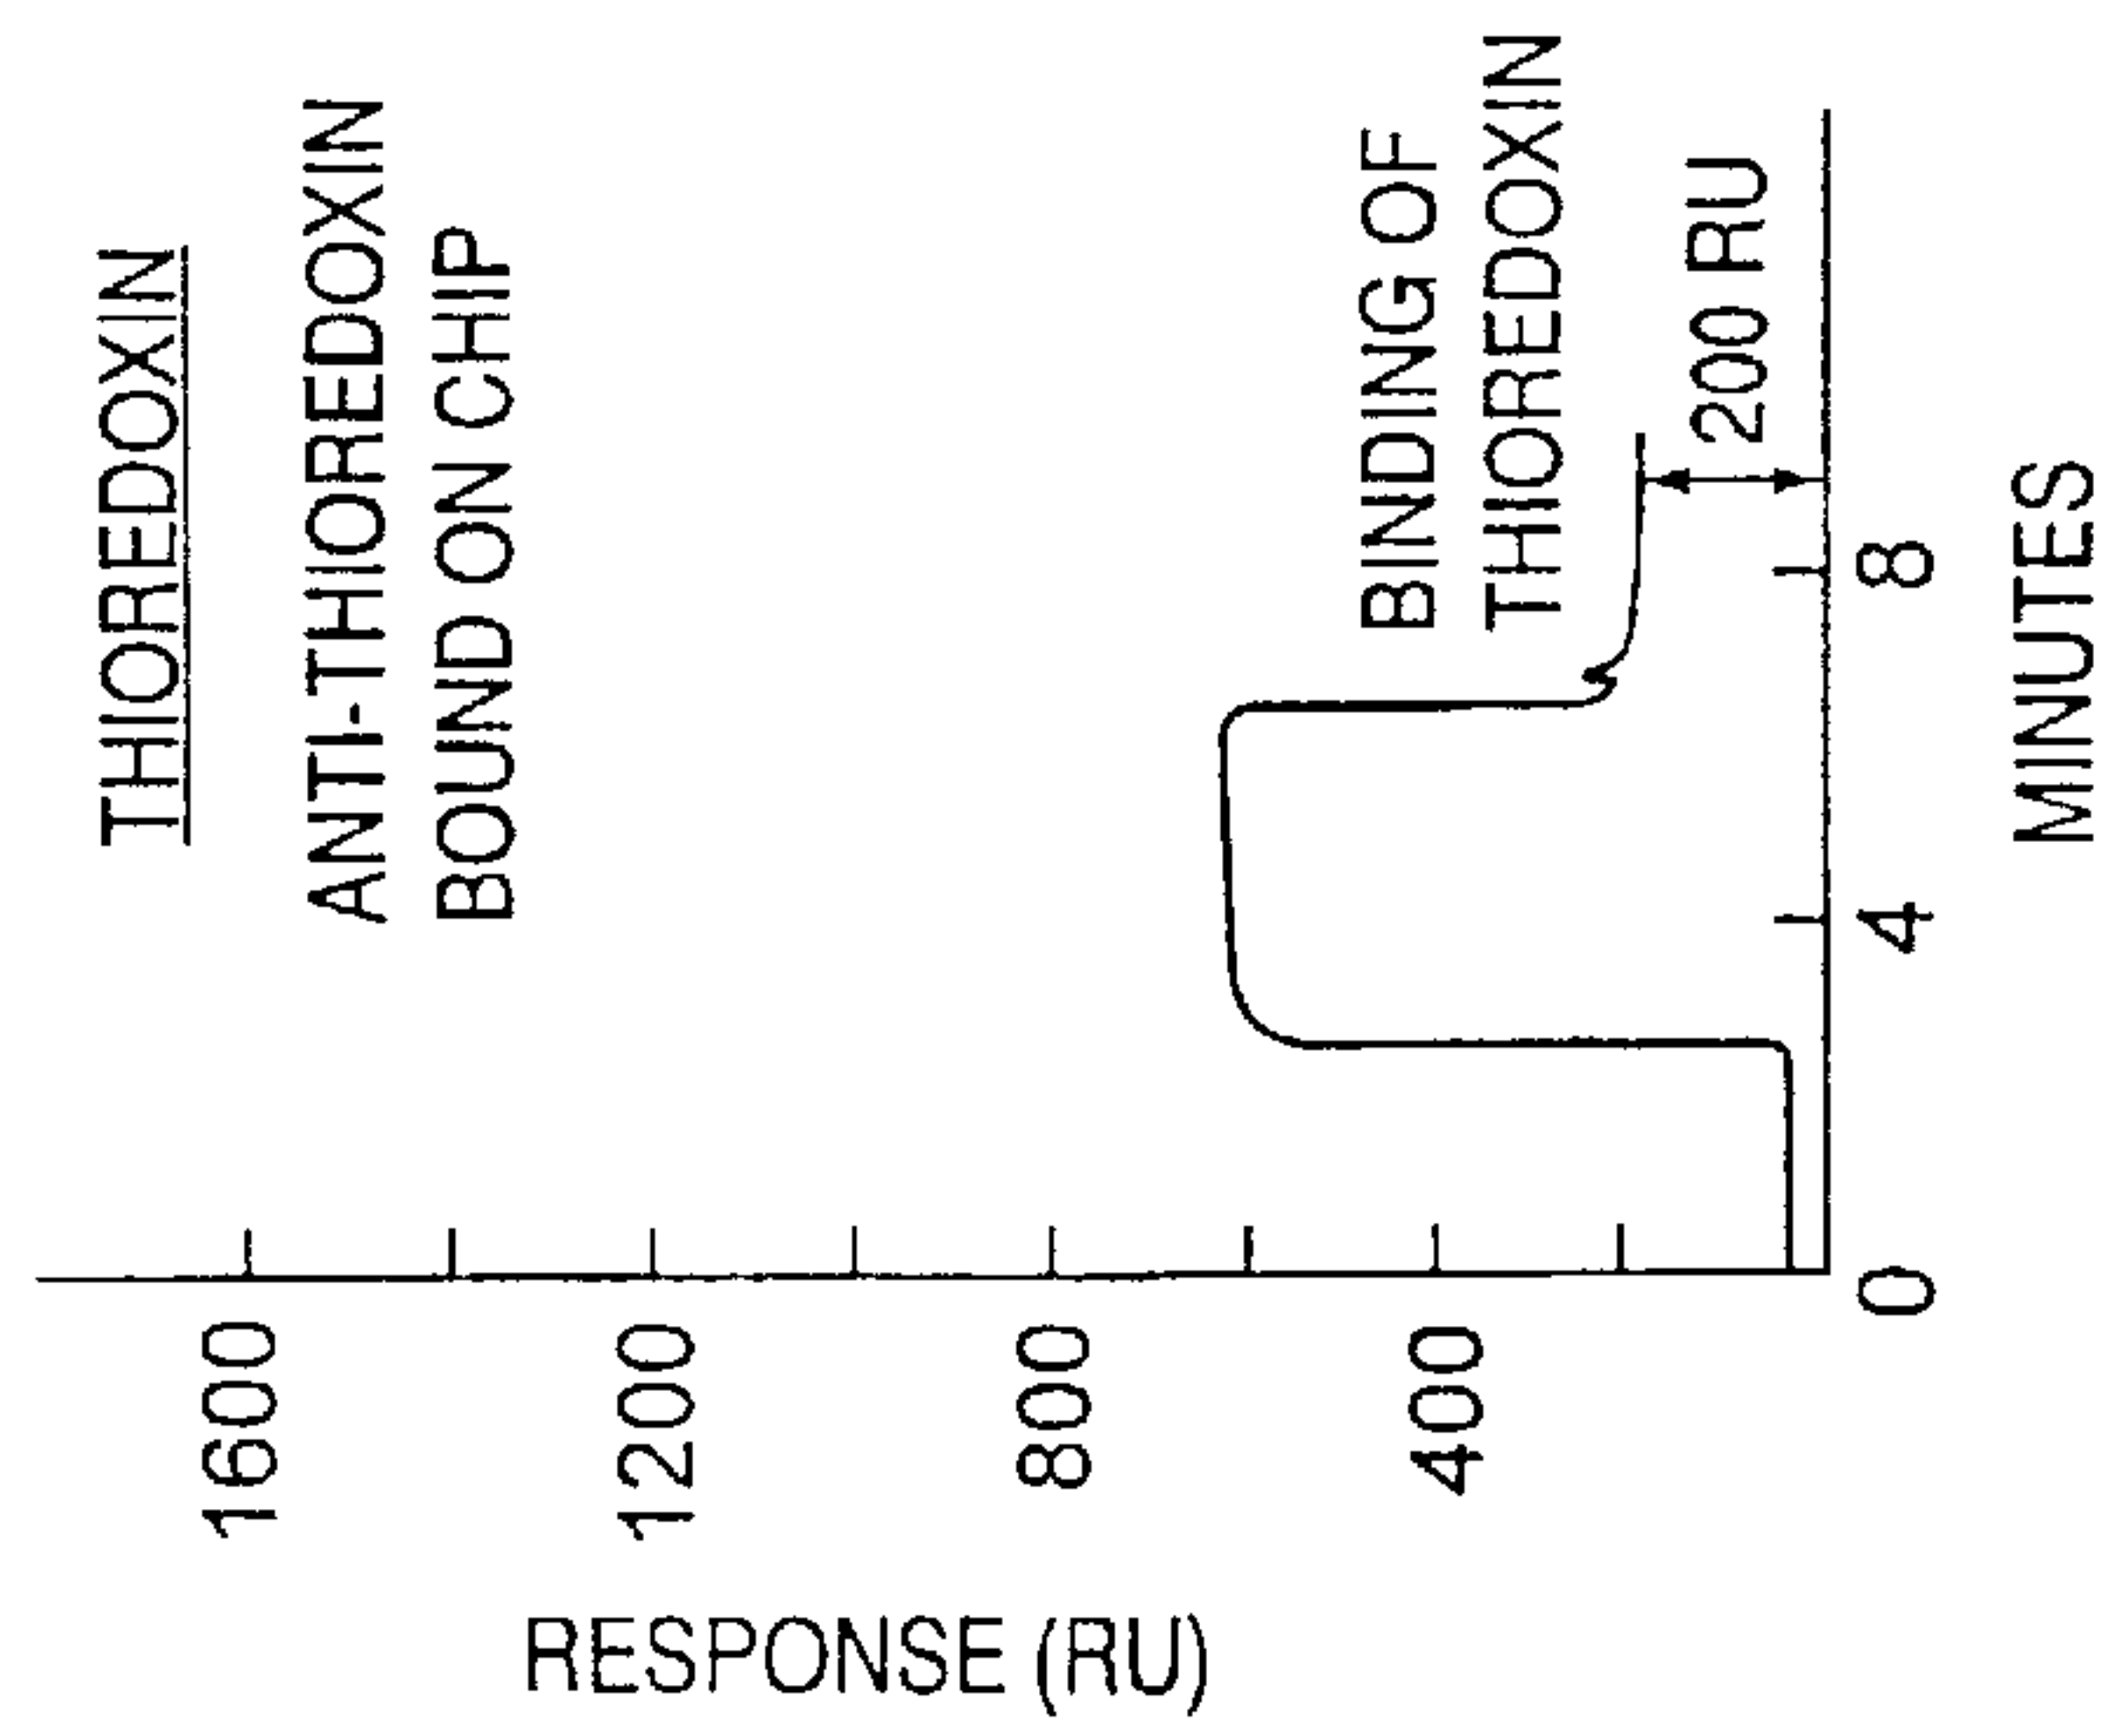 THIOREDOXIN
ANTI-THIOREDOXIN
BOUND ON CHIP
RESPONSE (RU)
1600
1200
800
400
BINDING OF
THIOREDOXIN
200 RU
0
4
8
MINUTES